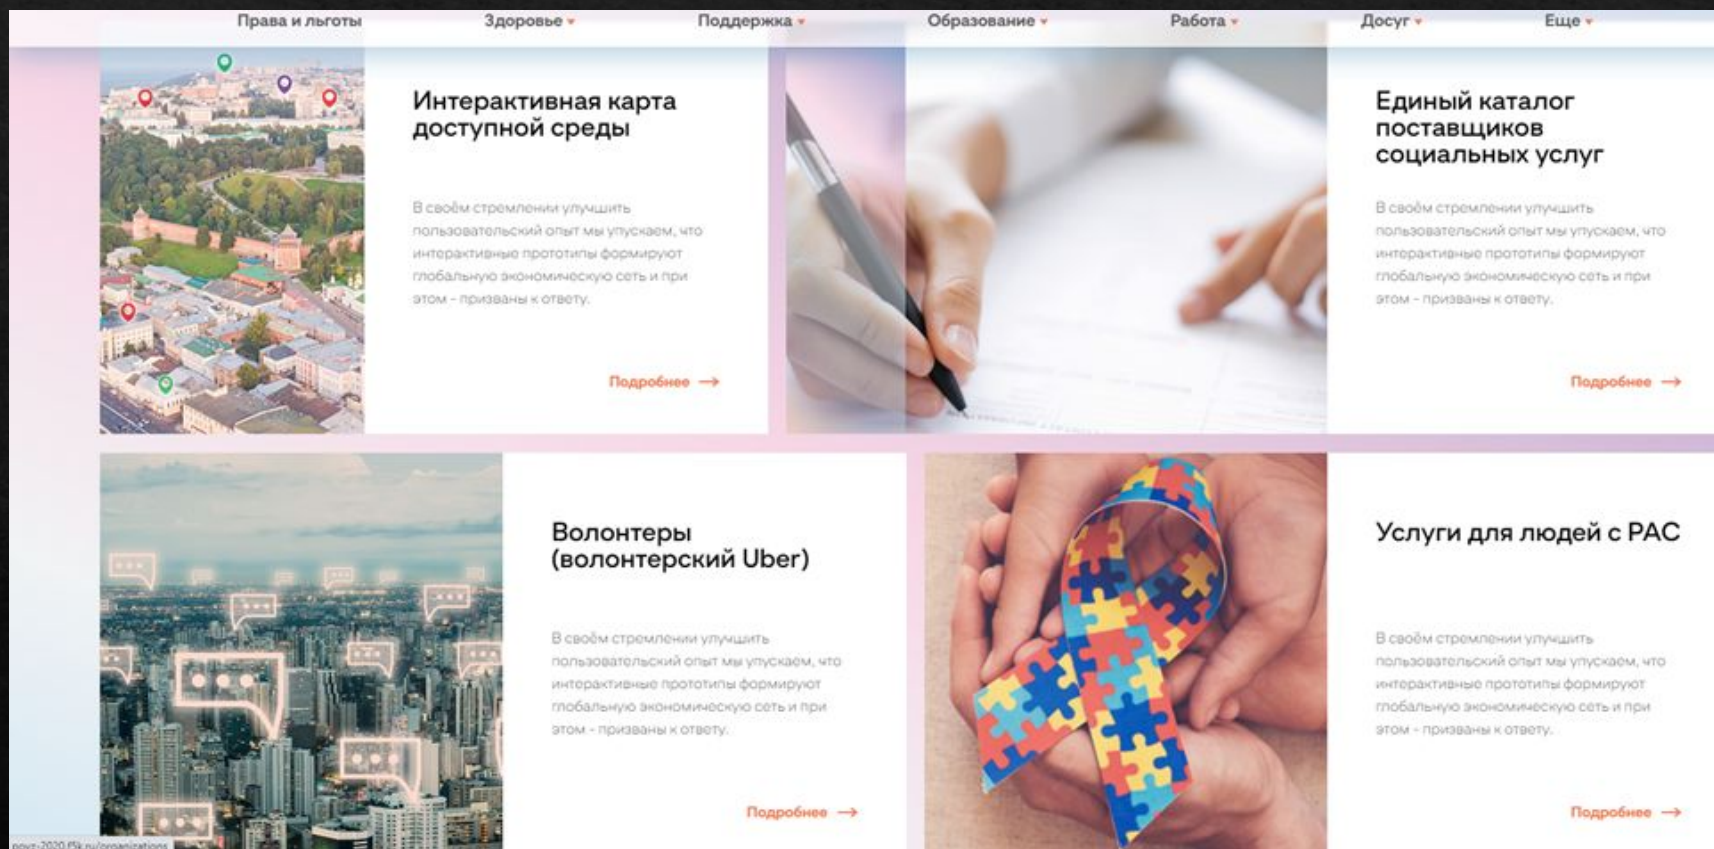 Права и льготы Здоровье Поддержка Образование Работа Досуг Еще
Интерактивная карта
доступной среды
В своём стремлении улучшить
пользовательский опыт мы упускаем, что
интерактивные прототипы формируют
глобальную экономическую сеть и при
этом - призваны к ответу.
Подробнее →
Единый каталог
поставщиков
социальных услуг
В своём стремлении улучшить
пользовательский опыт мы упускаем, что
интерактивные прототипы формируют
глобальную экономическую сеть и при
этом - призваны к ответу.
Подробнее →
Волонтеры
(волонтерский Uber)
В своём стремлении улучшить
пользовательский опыт мы упускаем, что
интерактивные прототипы формируют
глобальную экономическую сеть и при
этом - призваны к ответу.
Подробнее →
Услуги для людей с РАС
В своём стремлении улучшить
пользовательский опыт мы упускаем, что
интерактивные прототипы формируют
глобальную экономическую сеть и при
этом - призваны к ответу.
Подробнее →